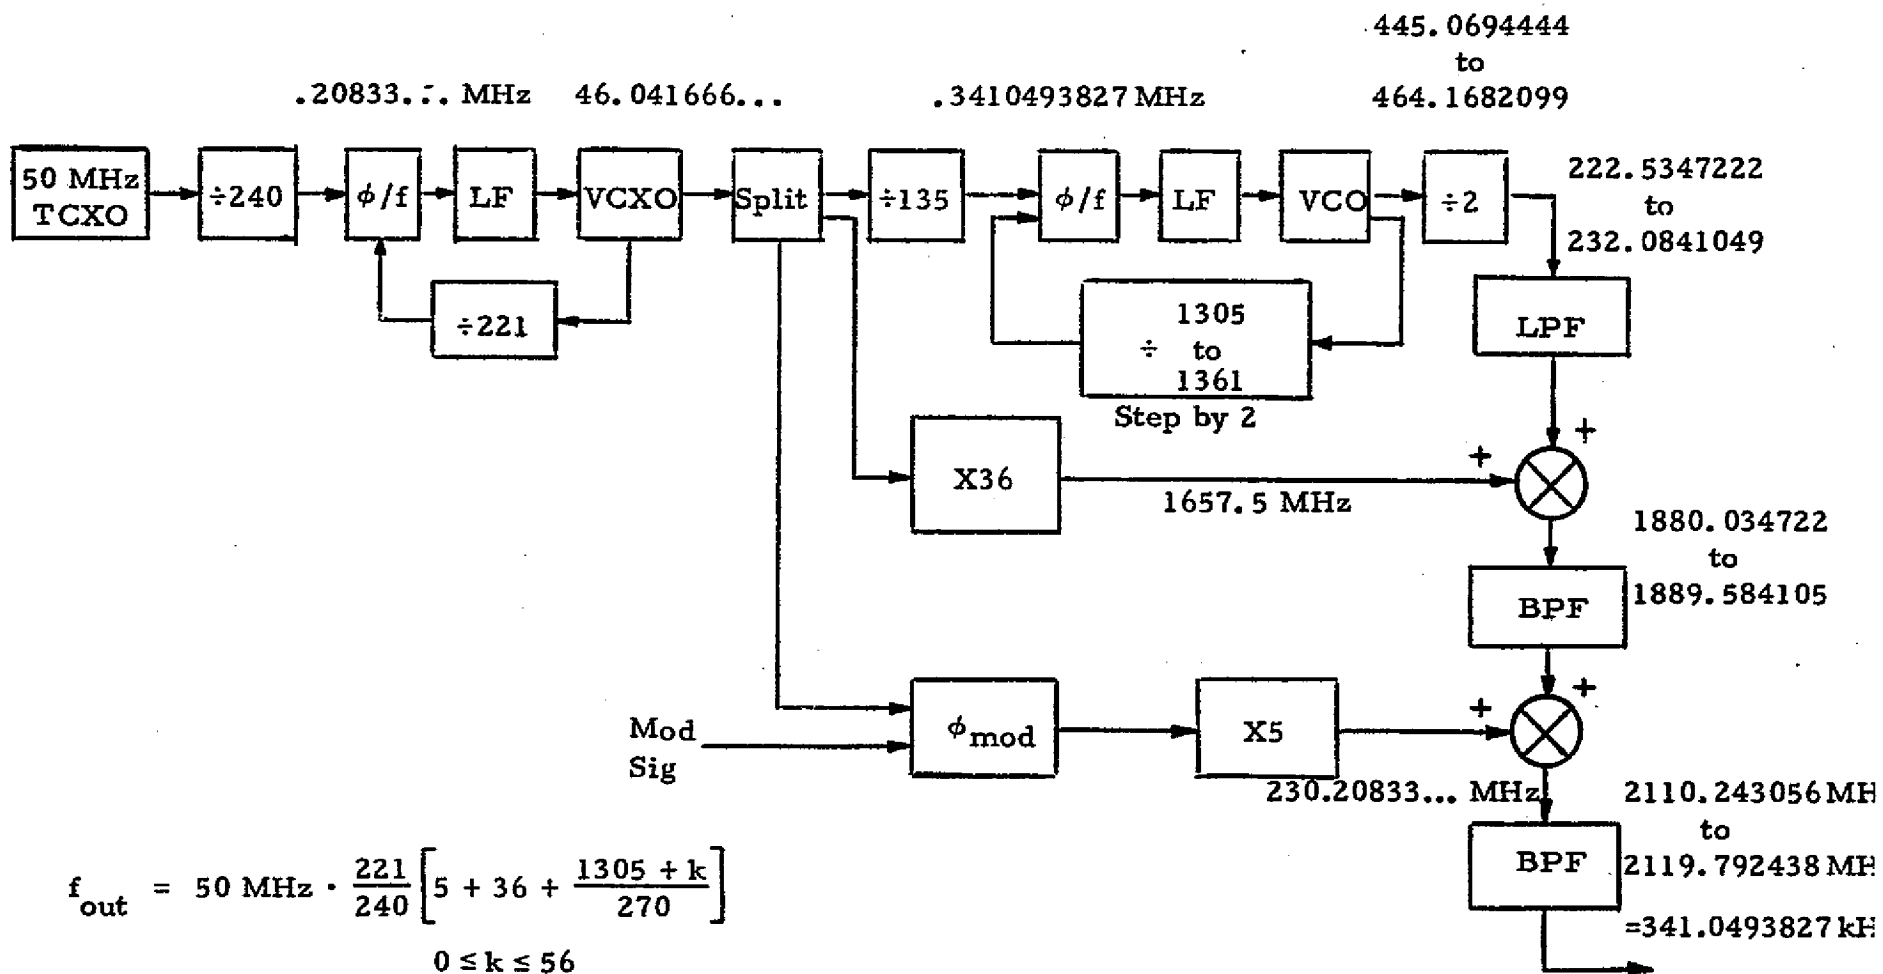 445.0694444
to
464.1682099
.20833... MHz
46.041666...
.3410493827 MHz
50 MHz
TCXO
÷240
ϕ/f
LF
VCXO
Split
÷135
ϕ/f
LF
VCO
÷2
222.5347222
to
232.0841049
÷221
1305
÷ to
1361
Step by 2
LPF
+
+
X36
1657.5 MHz
1880.034722
to
1889.584105
BPF
+
+
Mod
Sig
ϕmod
X5
230.20833... MHz
2110.243056 MH
to
2119.792438 MH
BPF
=341.0493827 kH
f_out = 50 MHz · 221/240 [5 + 36 + (1305 + k)/270]
0 ≤ k ≤ 56